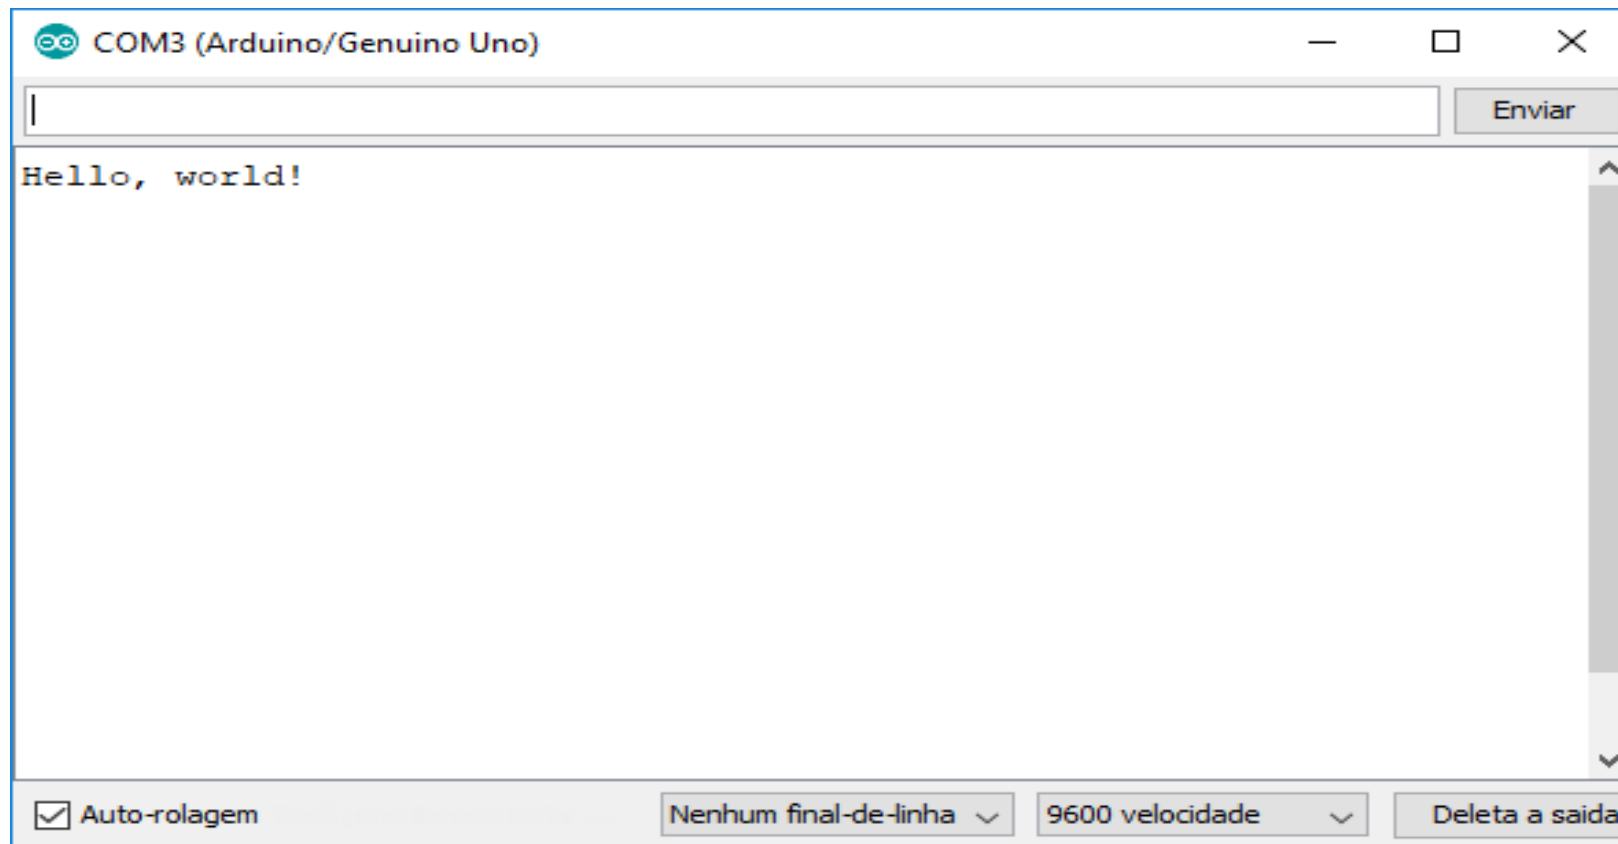 COM3 (Arduino/Genuino Uno)
Enviar
Hello, world!
Auto-rolagem
Nenhum final-de-linha
9600 velocidade
Deleta a saida